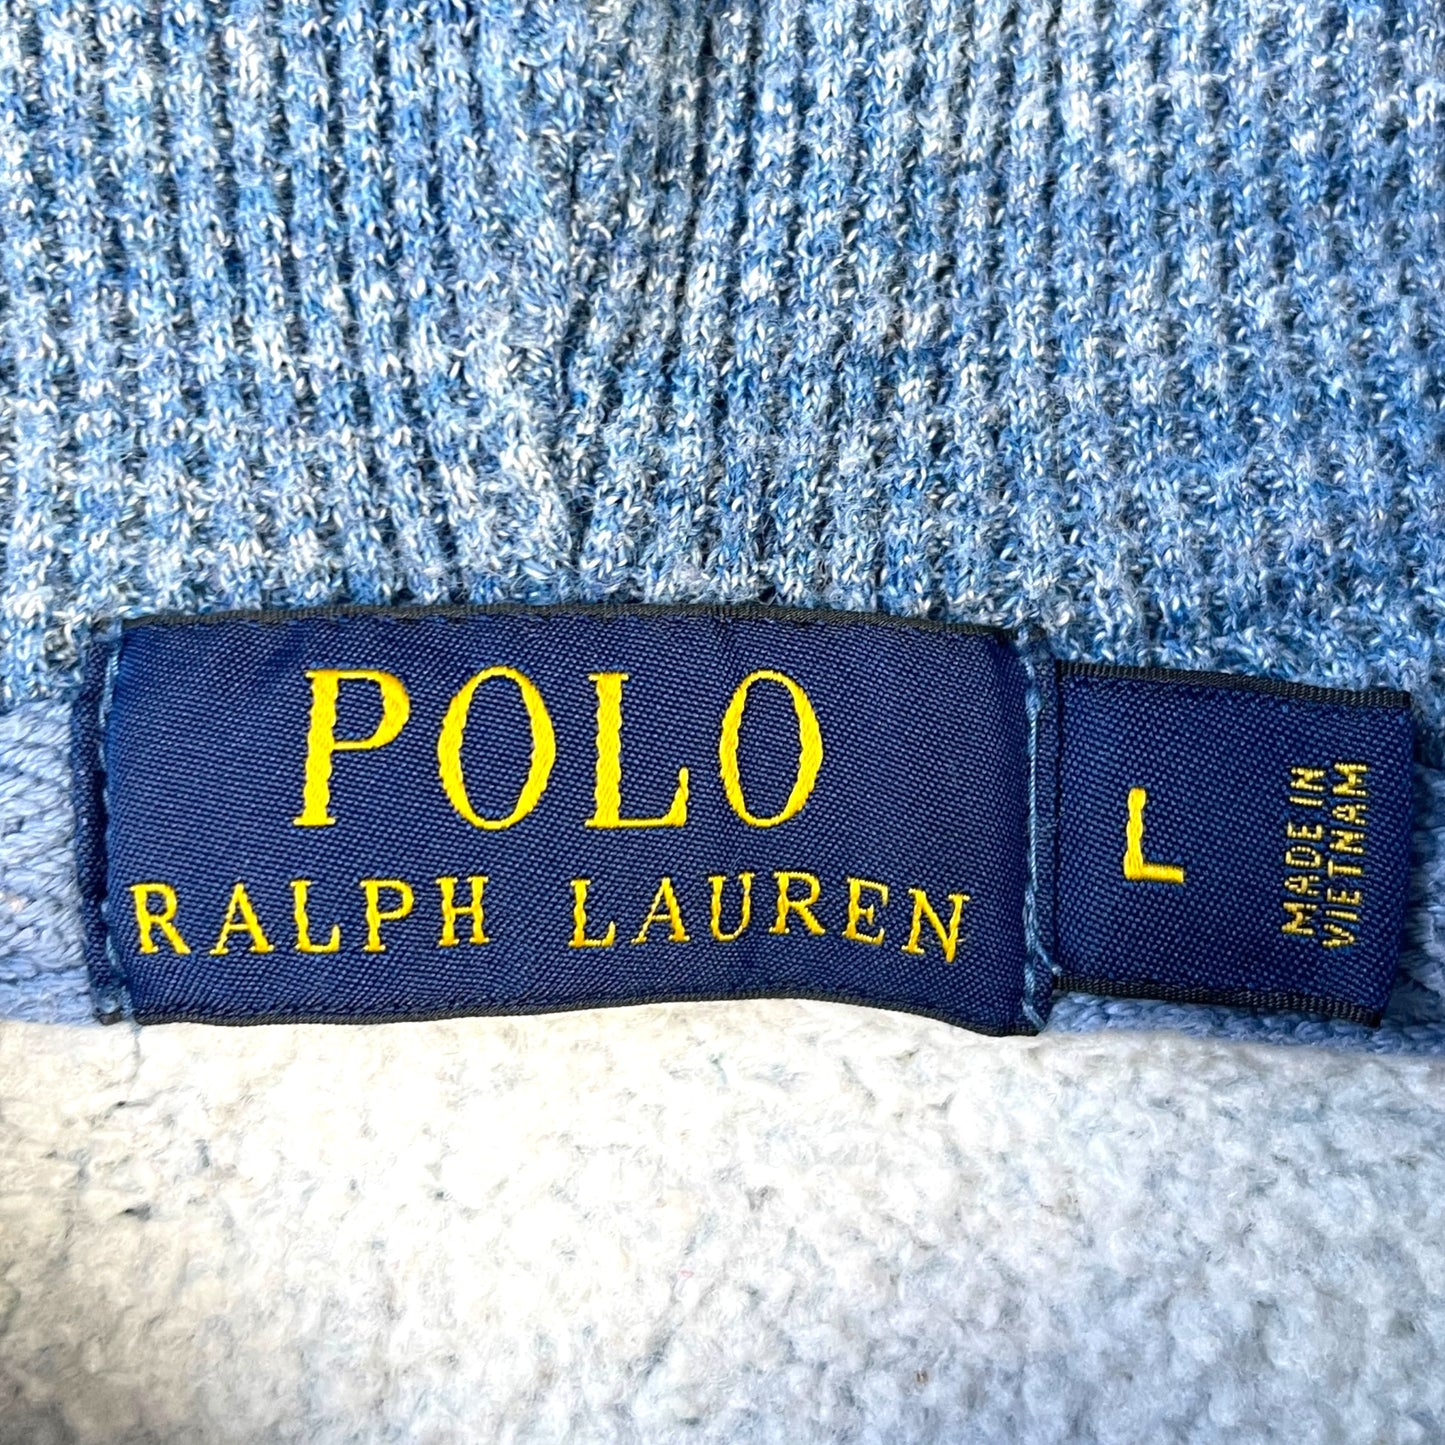 POLO
RALPH LAUREN
L
MADE IN
VIETNAM